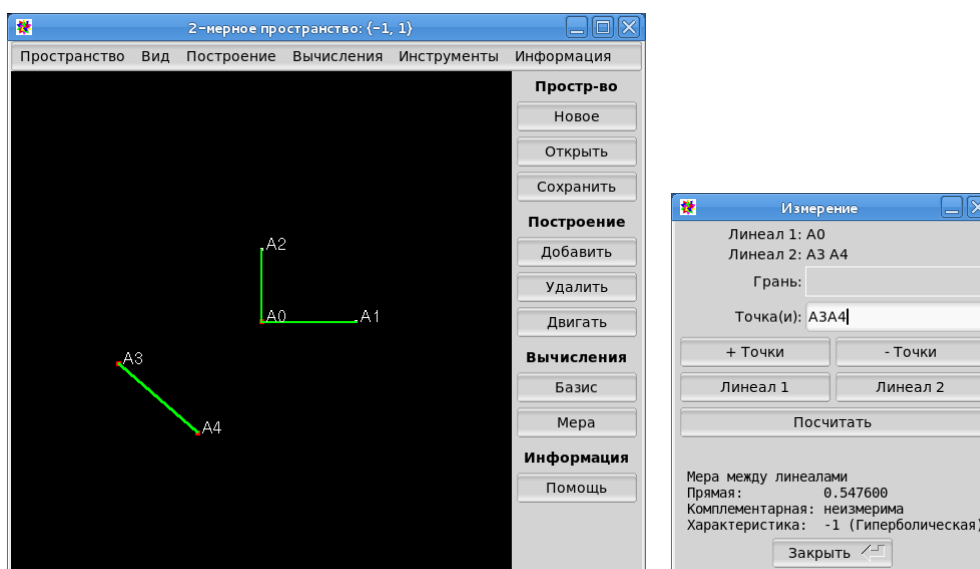 2-мерное пространство: {-1, 1}
Пространство Вид Построение Вычисления Инструменты Информация
Простр-во
Новое
Открыть
Сохранить
Построение
Добавить
Удалить
Двигать
Вычисления
Базис
Мера
Информация
Помощь
A2
A0
A1
A3
A4
Измерение
Линеал 1: A0
Линеал 2: A3 A4
Грань:
Точка(и): A3A4
+ Точки - Точки
Линеал 1 Линеал 2
Посчитать
Мера между линеалами
Прямая: 0.547600
Комплементарная: неизмерима
Характеристика: -1 (Гиперболическая)
Закрыть